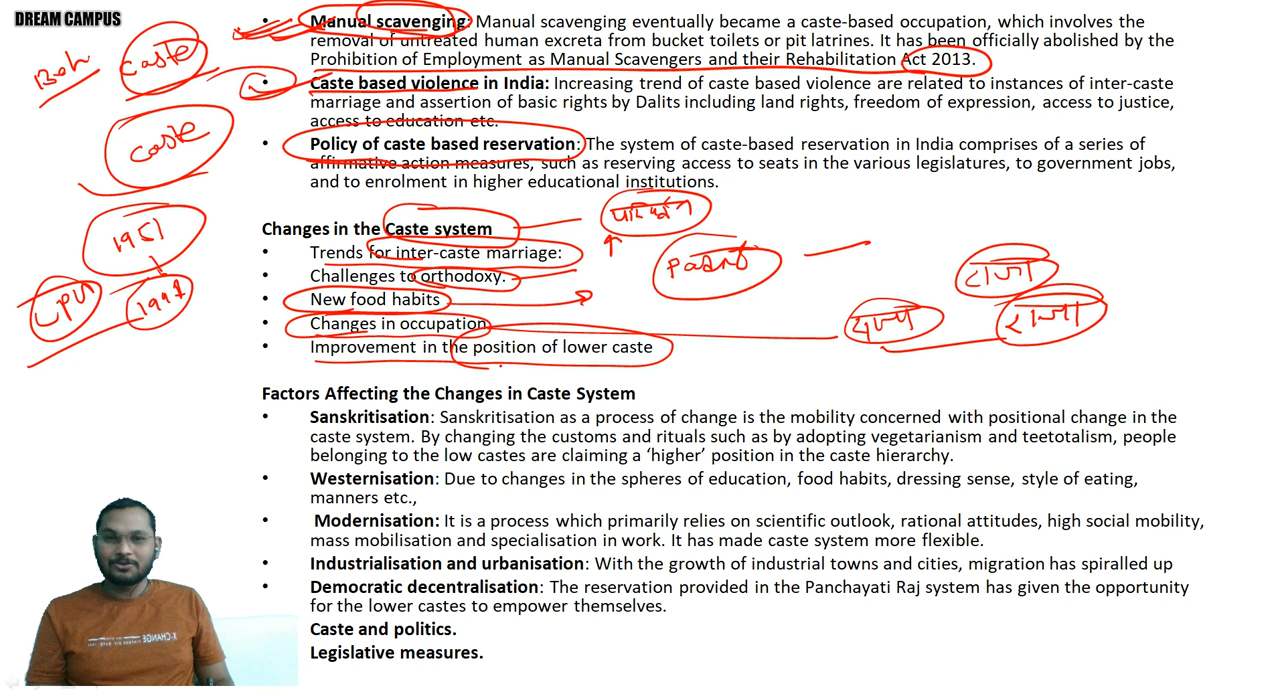 DREAM CAMPUS
• Manual scavenging: Manual scavenging eventually became a caste-based occupation, which involves the
removal of untreated human excreta from bucket toilets or pit latrines. It has been officially abolished by the
Prohibition of Employment as Manual Scavengers and their Rehabilitation Act 2013.
• Caste based violence in India: Increasing trend of caste based violence are related to instances of inter-caste
marriage and assertion of basic rights by Dalits including land rights, freedom of expression, access to justice,
access to education etc.
• Policy of caste based reservation: The system of caste-based reservation in India comprises of a series of
affirmative action measures, such as reserving access to seats in the various legislatures, to government jobs,
and to enrolment in higher educational institutions.
caste
caste
Changes in the Caste system
• Trends for inter-caste marriage:
• Challenges to orthodoxy.
• New food habits
• Changes in occupation
• Improvement in the position of lower caste
LPG
राजा
राजा
Factors Affecting the Changes in Caste System
• Sanskritisation: Sanskritisation as a process of change is the mobility concerned with positional change in the
caste system. By changing the customs and rituals such as by adopting vegetarianism and teetotalism, people
belonging to the low castes are claiming a ‘higher’ position in the caste hierarchy.
• Westernisation: Due to changes in the spheres of education, food habits, dressing sense, style of eating,
manners etc.,
• Modernisation: It is a process which primarily relies on scientific outlook, rational attitudes, high social mobility,
mass mobilisation and specialisation in work. It has made caste system more flexible.
• Industrialisation and urbanisation: With the growth of industrial towns and cities, migration has spiralled up
• Democratic decentralisation: The reservation provided in the Panchayati Raj system has given the opportunity
for the lower castes to empower themselves.
Caste and politics.
Legislative measures.